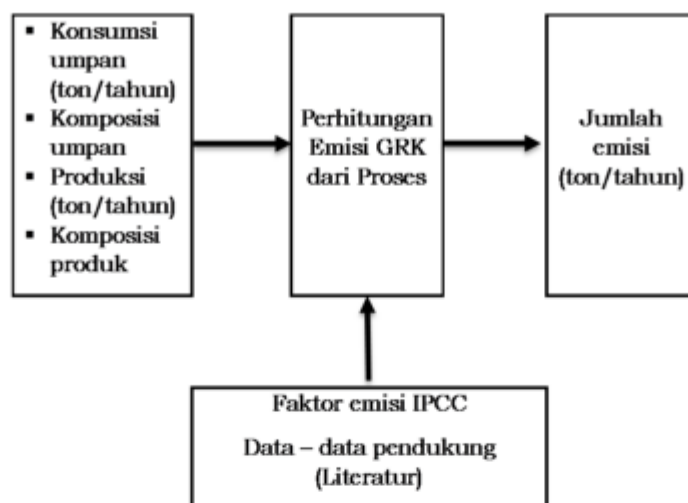 ▪ Konsumsi
umpan
(ton/tahun)
▪ Komposisi
umpan
▪ Produksi
(ton/tahun)
▪ Komposisi
produk
Perhitungan
Emisi GRK
dari Proses
Jumlah
emisi
(ton/tahun)
Faktor emisi IPCC
Data – data pendukung
(Literatur)